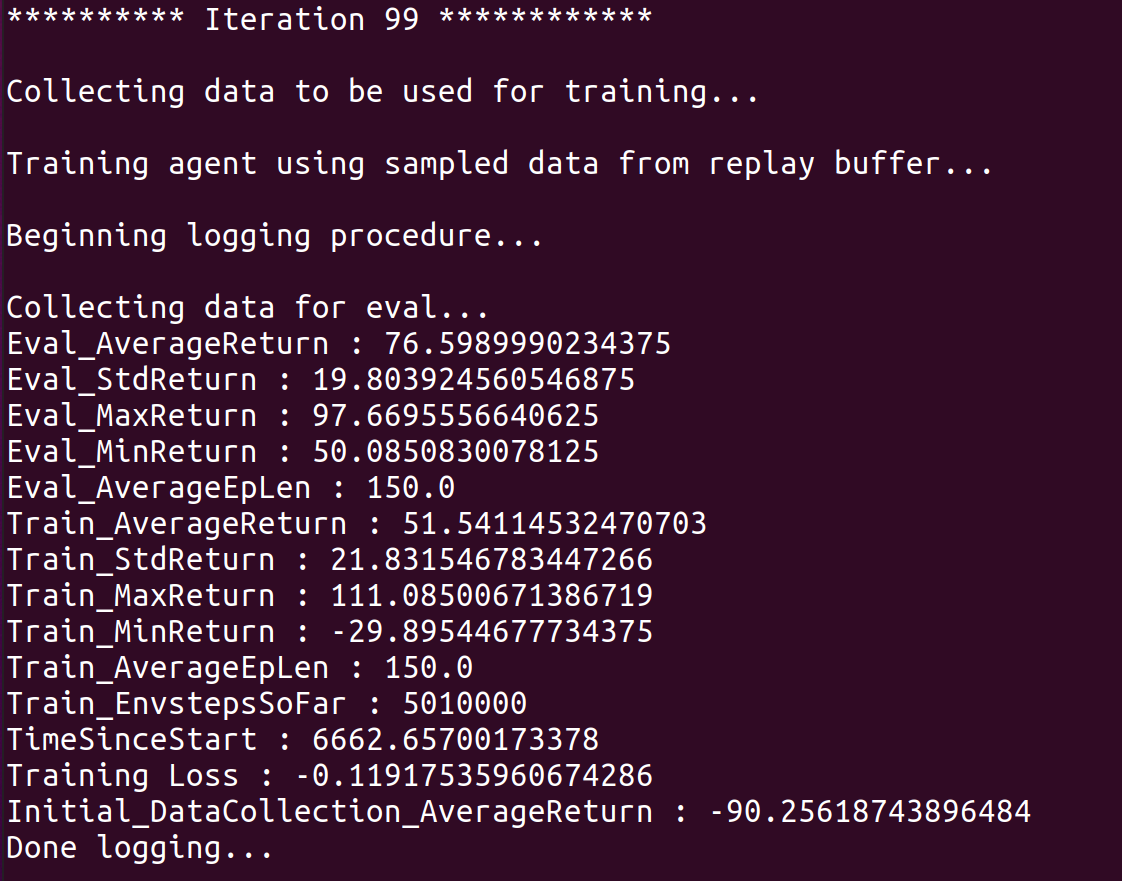 ********** Iteration 99 ************
Collecting data to be used for training...
Training agent using sampled data from replay buffer...
Beginning logging procedure...
Collecting data for eval...
Eval_AverageReturn : 76.5989990234375
Eval_StdReturn : 19.803924560546875
Eval_MaxReturn : 97.6695556640625
Eval_MinReturn : 50.0850830078125
Eval_AverageEpLen : 150.0
Train_AverageReturn : 51.54114532470703
Train_StdReturn : 21.831546783447266
Train_MaxReturn : 111.08500671386719
Train_MinReturn : -29.89544677734375
Train_AverageEpLen : 150.0
Train_EnvstepsSoFar : 5010000
TimeSinceStart : 6662.65700173378
Training Loss : -0.11917535960674286
Initial_DataCollection_AverageReturn : -90.25618743896484
Done logging...